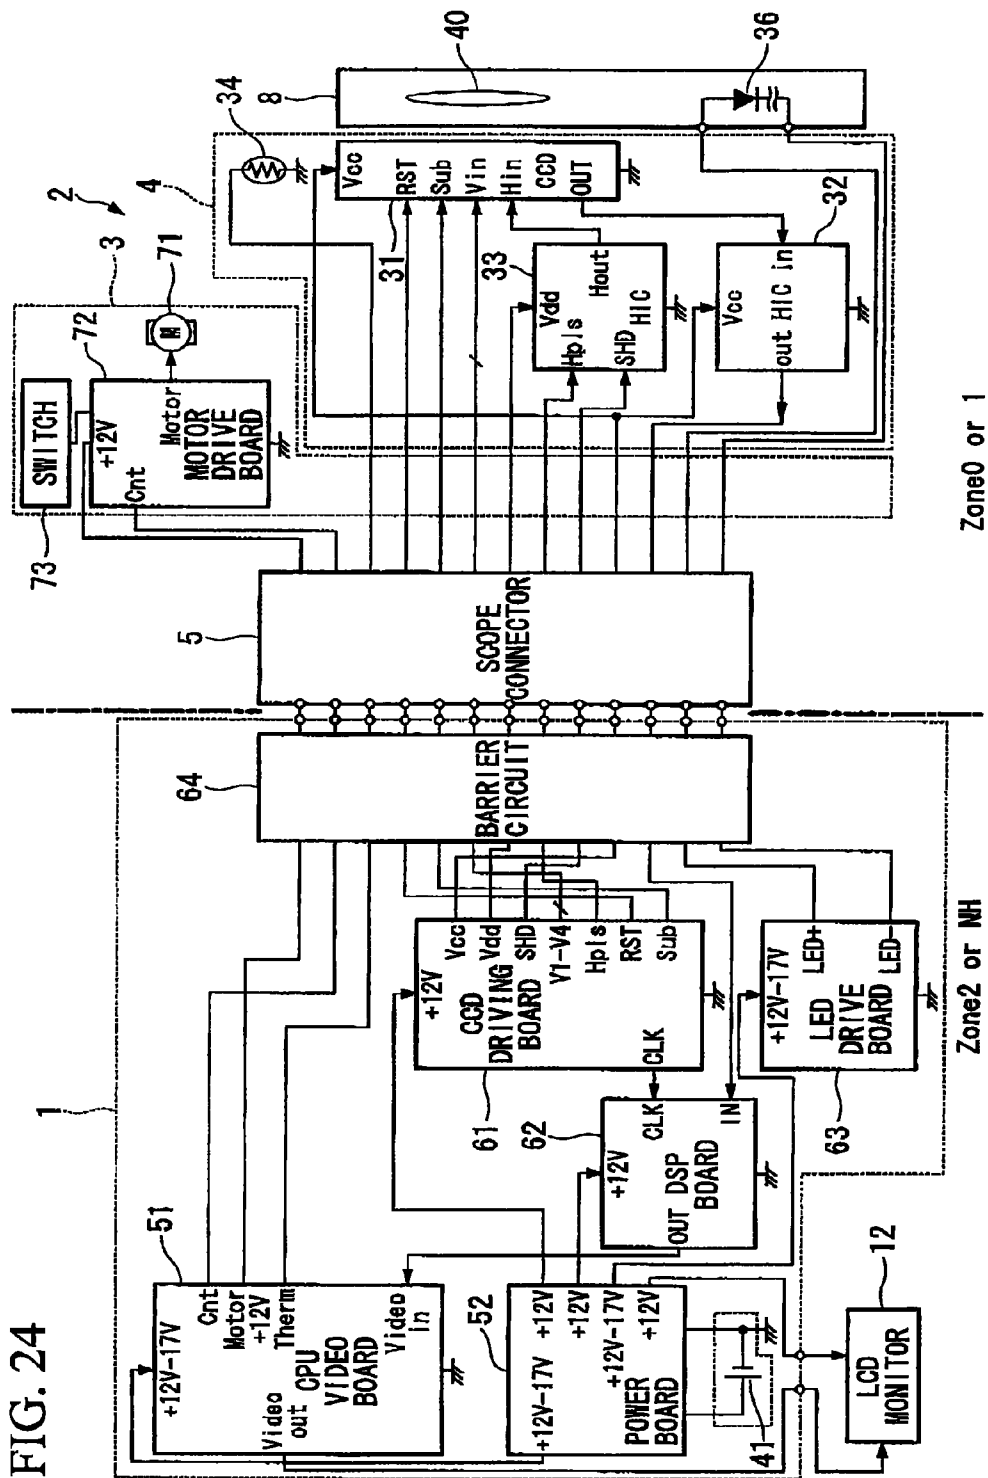 FIG. 24
1
51
+12V-17V
Cnt
Motor
+12V
Therm
Video
out
CPU
VIDEO
BOARD
Video
in
52
+12V-17V
+12V
+12V
+12V-17V
+12V
POWER
BOARD
41
12
LCD
MONITOR
61
+12V
CCD
DRIVING
BOARD
Vcc
Vdd
SHD
V1-V4
Hpls
RST
Sub
CLK
62
+12V
CLK
OUT
DSP
BOARD
IN
63
+12V-17V
LED
DRIVE
BOARD
LED+
LED-
Zone2 or NH
64
BARRIER
CIRCUIT
5
SCOPE
CONNECTOR
73
SWITCH
72
+12V
Cnt
Motor
MOTOR
DRIVE
BOARD
M
71
3
2
4
34
8
40
36
31
Vcc
RST
Sub
Vin
Hin
CCD
OUT
33
Vdd
Hpls
SHD
Hout
HIC
32
Vcc
out HIC in
Zane0 or 1